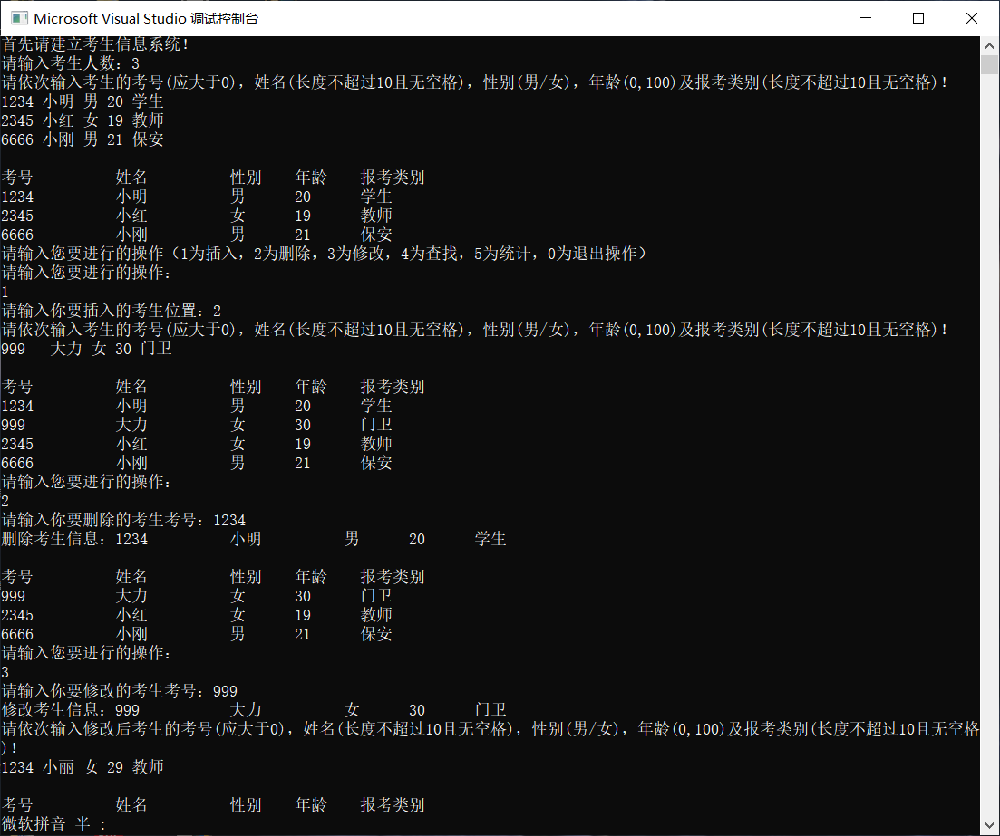 Microsoft Visual Studio 调试控制台
首先请建立考生信息系统!
请输入考生人数：3
请依次输入考生的考号(应大于0)，姓名(长度不超过10且无空格)，性别(男/女)，年龄(0,100)及报考类别(长度不超过10且无空格)!
1234 小明 男 20 学生
2345 小红 女 19 教师
6666 小刚 男 21 保安
考号 姓名 性别 年龄 报考类别
1234 小明 男 20 学生
2345 小红 女 19 教师
6666 小刚 男 21 保安
请输入您要进行的操作（1为插入，2为删除，3为修改，4为查找，5为统计，0为退出操作）
请输入您要进行的操作：
1
请输入你要插入的考生位置：2
请依次输入考生的考号(应大于0)，姓名(长度不超过10且无空格)，性别(男/女)，年龄(0,100)及报考类别(长度不超过10且无空格)!
999 大力 女 30 门卫
考号 姓名 性别 年龄 报考类别
1234 小明 男 20 学生
999 大力 女 30 门卫
2345 小红 女 19 教师
6666 小刚 男 21 保安
请输入您要进行的操作：
2
请输入你要删除的考生考号：1234
删除考生信息：1234 小明 男 20 学生
考号 姓名 性别 年龄 报考类别
999 大力 女 30 门卫
2345 小红 女 19 教师
6666 小刚 男 21 保安
请输入您要进行的操作：
3
请输入你要修改的考生考号：999
修改考生信息：999 大力 女 30 门卫
请依次输入修改后考生的考号(应大于0)，姓名(长度不超过10且无空格)，性别(男/女)，年龄(0,100)及报考类别(长度不超过10且无空格
)!
1234 小丽 女 29 教师
考号 姓名 性别 年龄 报考类别
微软拼音 半 :